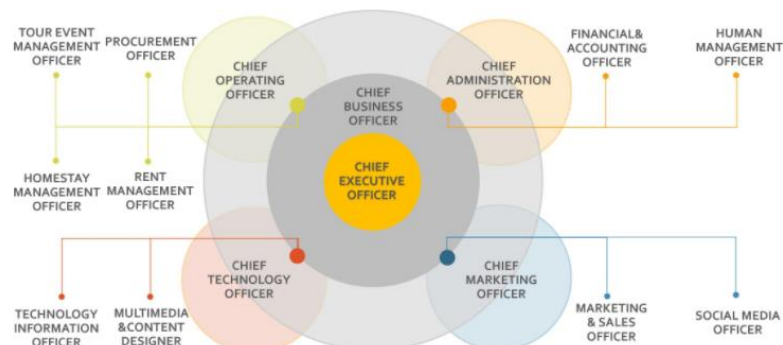 TOUR EVENT
MANAGEMENT
OFFICER
PROCUREMENT
OFFICER
CHIEF
OPERATING
OFFICER
CHIEF
BUSINESS
OFFICER
CHIEF
ADMINISTRATION
OFFICER
FINANCIAL&
ACCOUNTING
OFFICER
HUMAN
MANAGEMENT
OFFICER
HOMESTAY
MANAGEMENT
OFFICER
RENT
MANAGEMENT
OFFICER
CHIEF
EXECUTIVE
OFFICER
TECHNOLOGY
INFORMATION
OFFICER
MULTIMEDIA
&CONTENT
DESIGNER
CHIEF
TECHNOLOGY
OFFICER
CHIEF
MARKETING
OFFICER
MARKETING
& SALES
OFFICER
SOCIAL MEDIA
OFFICER